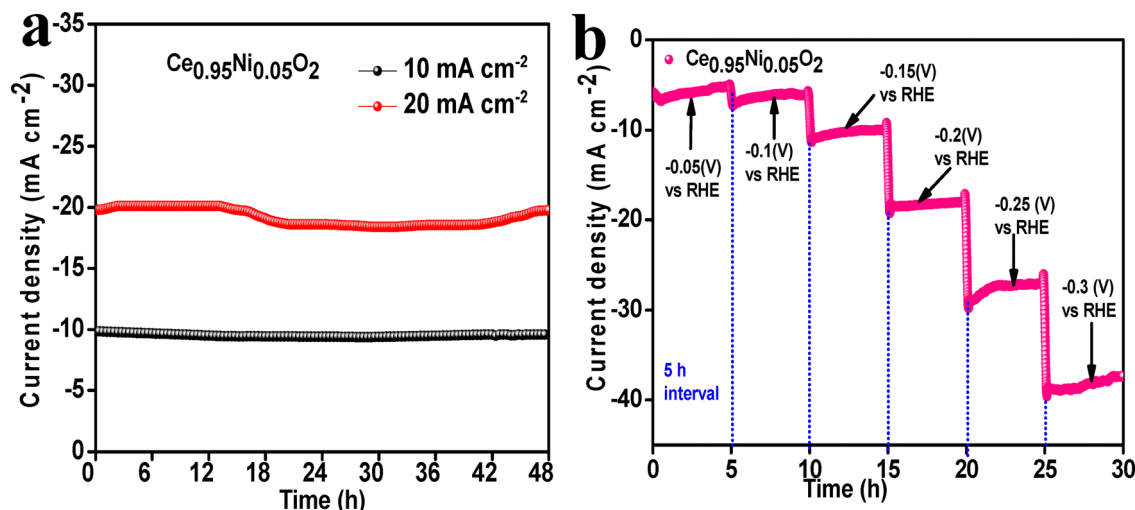 a
Ce0.95Ni0.05O2
10 mA cm-2
20 mA cm-2
-35
-30
-25
-20
-15
-10
-5
0
Current density (mA cm-2)
0 6 12 18 24 30 36 42 48
Time (h)
b
Ce0.95Ni0.05O2
-0.05(V)
vs RHE
-0.1(V)
vs RHE
-0.15(V)
vs RHE
-0.2(V)
vs RHE
-0.25 (V)
vs RHE
-0.3 (V)
vs RHE
5 h
interval
0
-10
-20
-30
-40
Current density (mA cm-2)
0 5 10 15 20 25 30
Time (h)